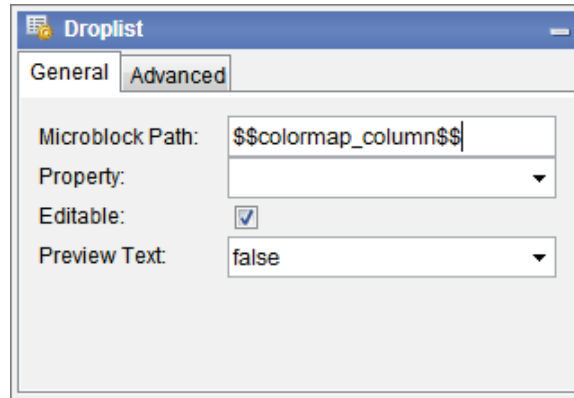 Droplist
General Advanced
Microblock Path: $$colormap_column$$
Property:
Editable:
Preview Text: false